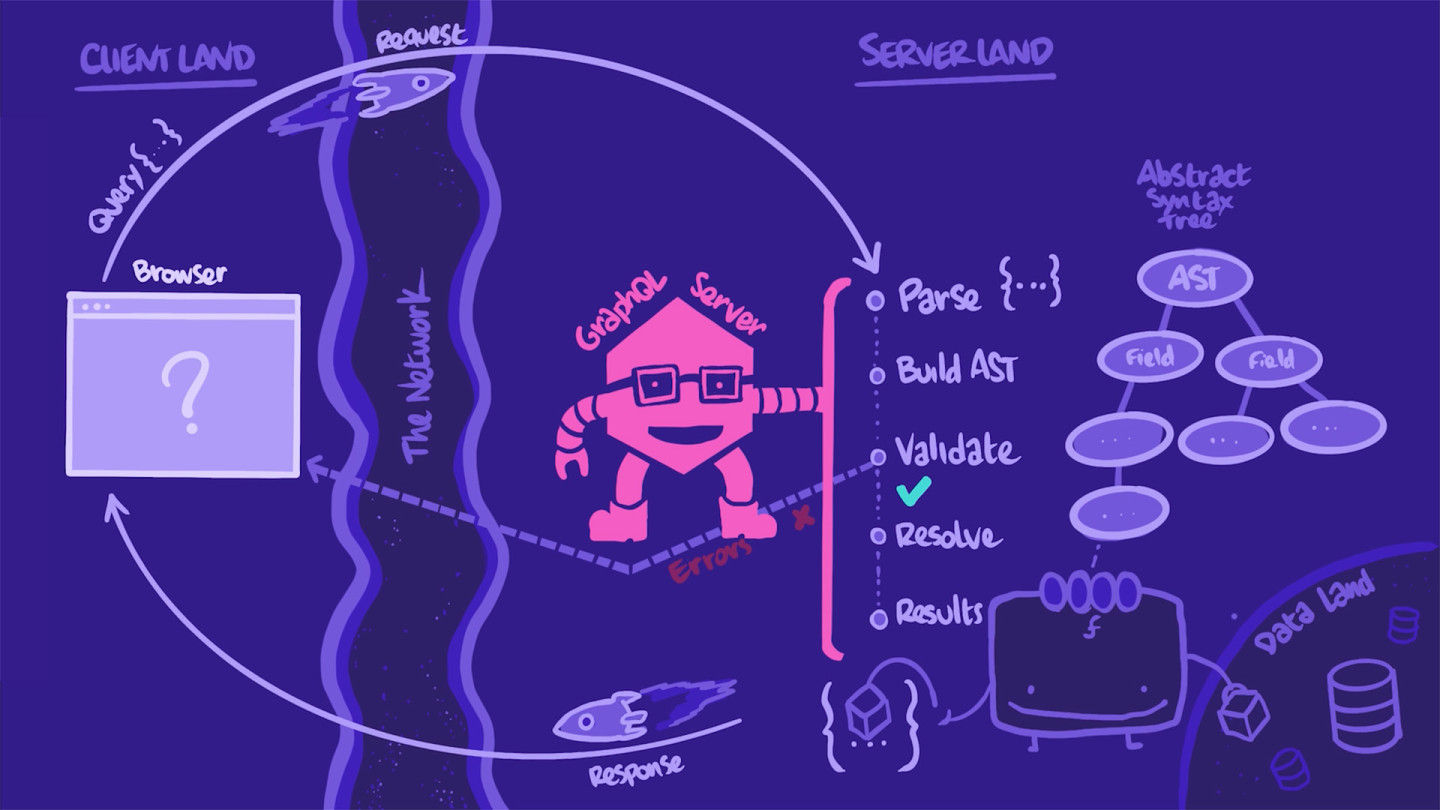 CLIENT LAND
Request
SERVER LAND
Query {...}
Browser
?
The Network
GraphQL Server
Parse {...}
Build AST
Validate
Resolve
Results
Errors x
Abstract
Syntax
Tree
AST
Field
Field
...
...
...
...
f
Data Land
{...}
Response